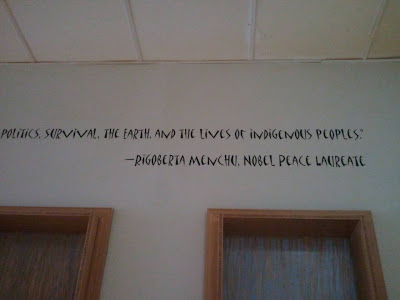 POLITICS, SURVIVAL, THE EARTH, AND THE LIVES OF INDIGENOUS PEOPLES."
—RIGOBERTA MENCHU, NOBEL PEACE LAUREATE